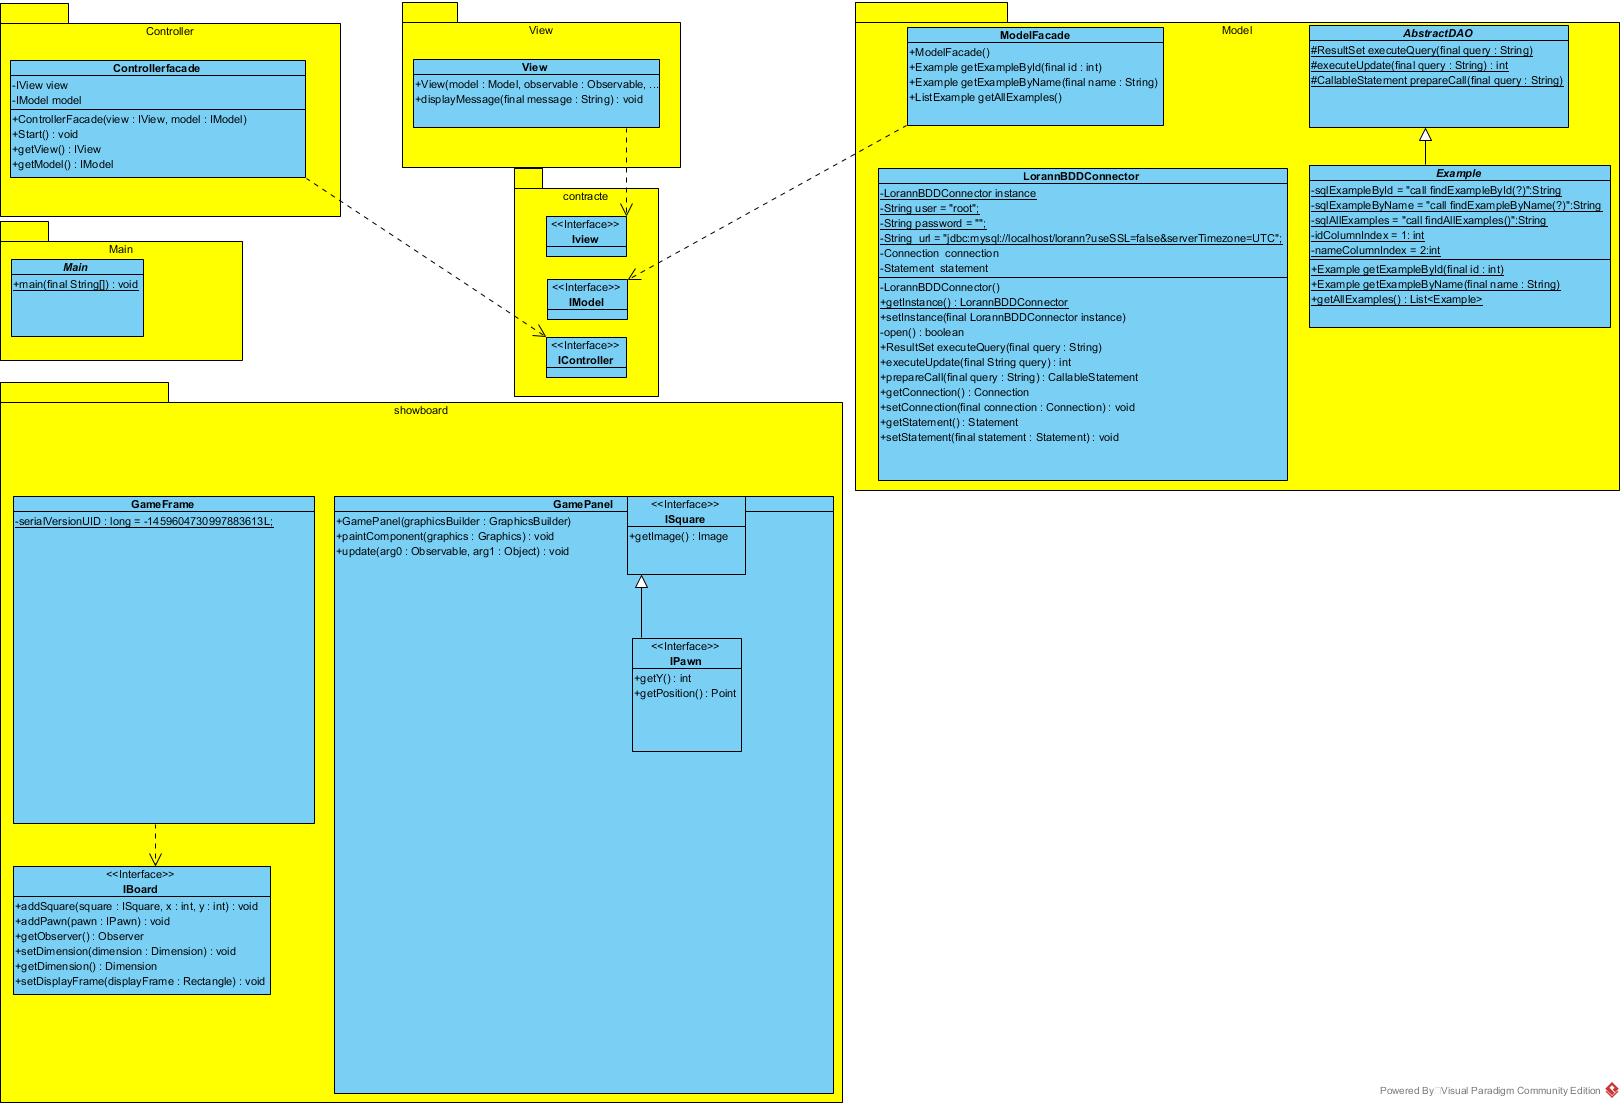 Controller
Controllerfacade
-IView view
-IModel model
+ControllerFacade(view : IView, model : IModel)
+Start() : void
+getView() : IView
+getModel() : IModel
View
View
+View(model : Model, observable : Observable, ...
+displayMessage(final message : String) : void
Model
ModelFacade
+ModelFacade()
+Example getExampleById(final id : int)
+Example getExampleByName(final name : String)
+ListExample getAllExamples()
AbstractDAO
#ResultSet executeQuery(final query : String)
#executeUpdate(final query : String) : int
#CallableStatement prepareCall(final query : String)
LorannBDDConnector
-LorannBDDConnector instance
-String user = "root";
-String password = "";
-String url = "jdbc:mysql://localhost/lorann?useSSL=false&serverTimezone=UTC";
-Connection connection
-Statement statement
-LorannBDDConnector()
+getInstance() : LorannBDDConnector
+setInstance(final LorannBDDConnector instance)
-open() : boolean
+ResultSet executeQuery(final query : String)
+executeUpdate(final String query) : int
+prepareCall(final query : String) : CallableStatement
+getConnection() : Connection
+setConnection(final connection : Connection) : void
+getStatement() : Statement
+setStatement(final statement : Statement) : void
Example
-sqlExampleById = "call findExampleById(?)":String
-sqlExampleByName = "call findExampleByName(?)":String
-sqlAllExamples = "call findAllExamples()":String
-idColumnIndex = 1: int
-nameColumnIndex = 2:int
+Example getExampleById(final id : int)
+Example getExampleByName(final name : String)
+getAllExamples() : List<Example>
contracte
<<Interface>>
Iview
<<Interface>>
IModel
<<Interface>>
IController
Main
Main
+main(final String[]) : void
showboard
GameFrame
-serialVersionUID : long = -1459604730997883613L;
GamePanel
+GamePanel(graphicsBuilder : GraphicsBuilder)
+paintComponent(graphics : Graphics) : void
+update(arg0 : Observable, arg1 : Object) : void
<<Interface>>
ISquare
+getImage() : Image
<<Interface>>
IPawn
+getY() : int
+getPosition() : Point
<<Interface>>
IBoard
+addSquare(square : ISquare, x : int, y : int) : void
+addPawn(pawn : IPawn) : void
+getObserver() : Observer
+setDimension(dimension : Dimension) : void
+getDimension() : Dimension
+setDisplayFrame(displayFrame : Rectangle) : void
Powered By Visual Paradigm Community Edition